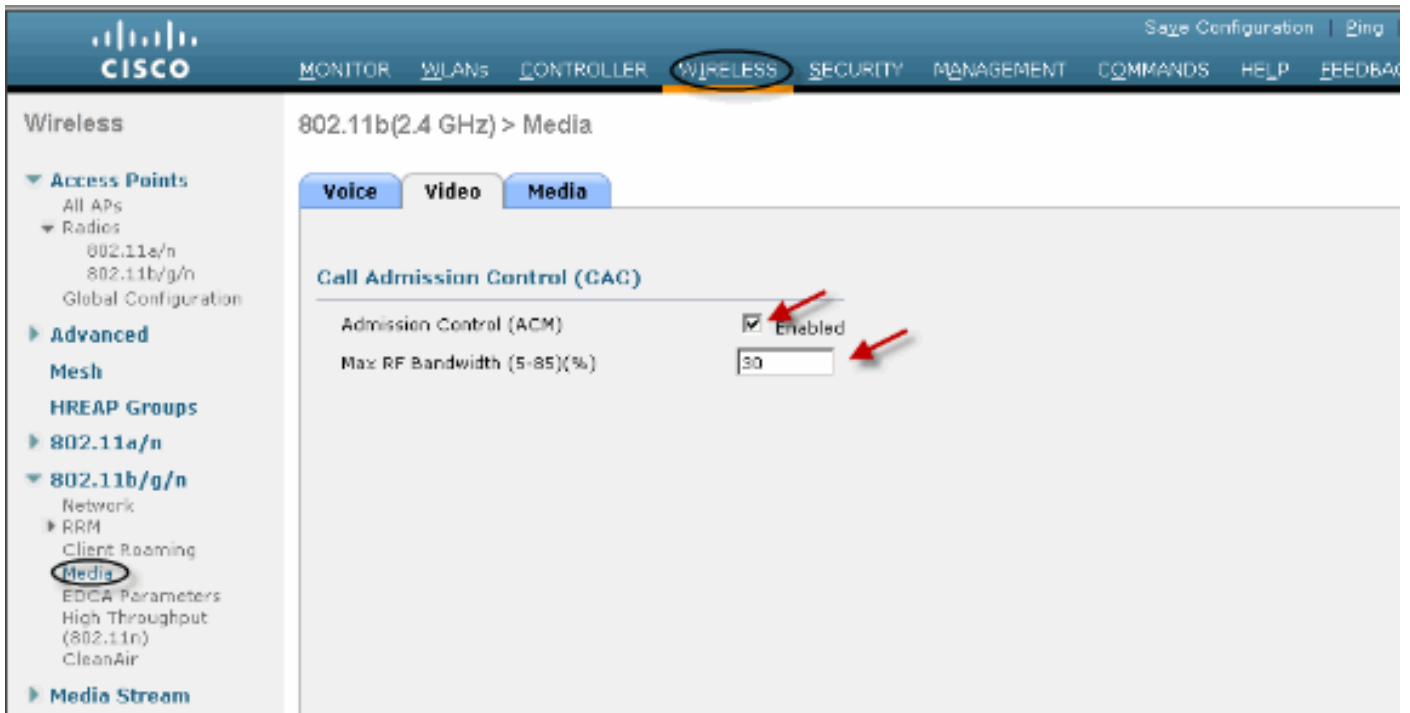 Save Configuration | Ping |
CISCO
MONITOR WLANs CONTROLLER WIRELESS SECURITY MANAGEMENT COMMANDS HELP FEEDBAC
Wireless
Access Points
All APs
Radios
802.11a/n
802.11b/g/n
Global Configuration
Advanced
Mesh
HREAP Groups
802.11a/n
802.11b/g/n
Network
RRM
Client Roaming
Media
EDCA Parameters
High Throughput
(802.11n)
CleanAir
Media Stream
802.11b(2.4 GHz) > Media
Voice Video Media
Call Admission Control (CAC)
Admission Control (ACM) Enabled
Max RF Bandwidth (5-85)(%) 30